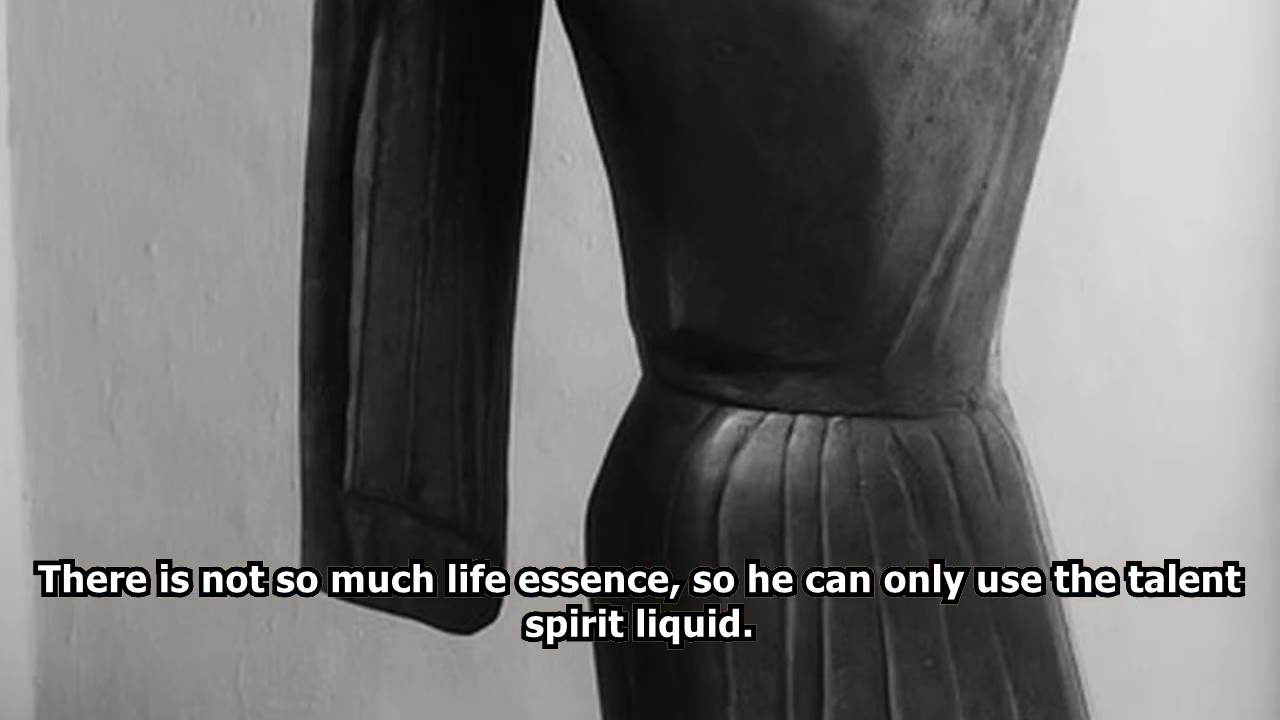 There is not so much life essence, so he can only use the talent
spirit liquid.